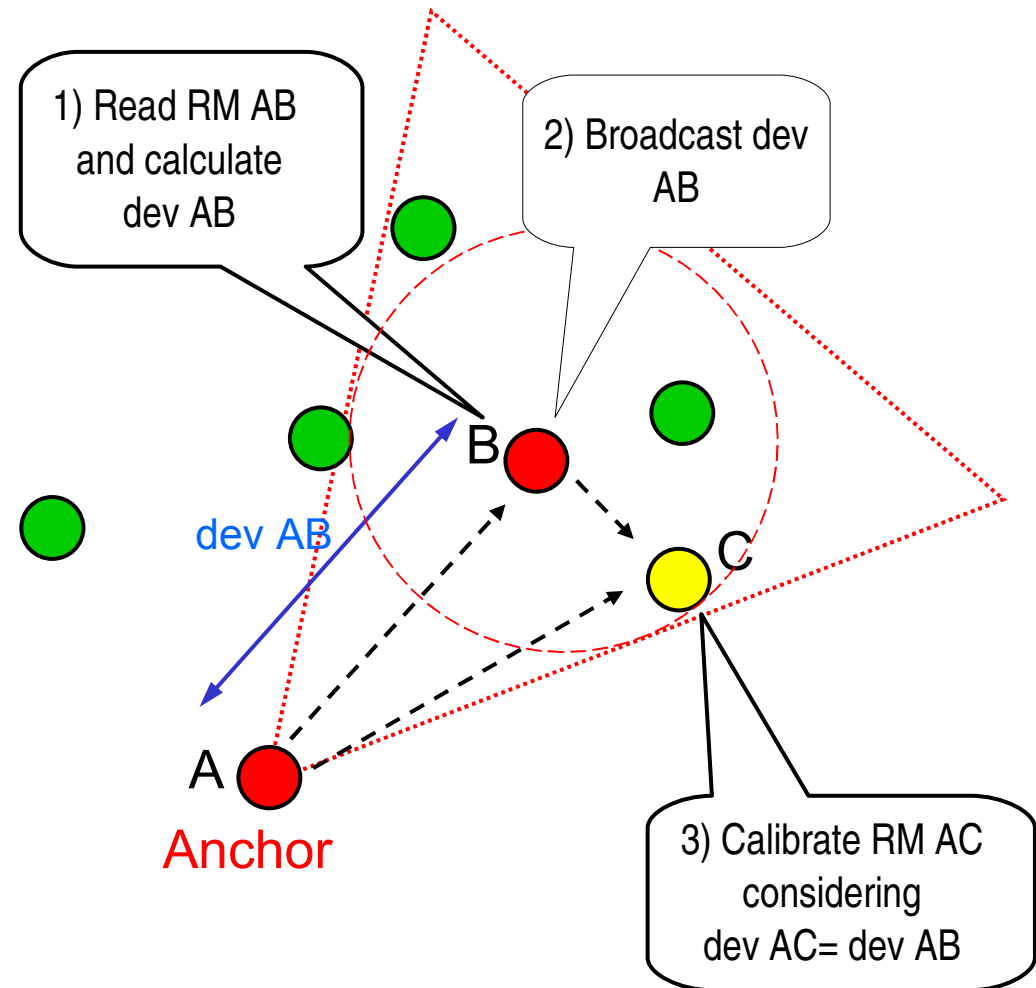 1) Read RM AB
and calculate
dev AB
2) Broadcast dev
AB
B
dev AB
C
A
Anchor
3) Calibrate RM AC
considering
dev AC= dev AB